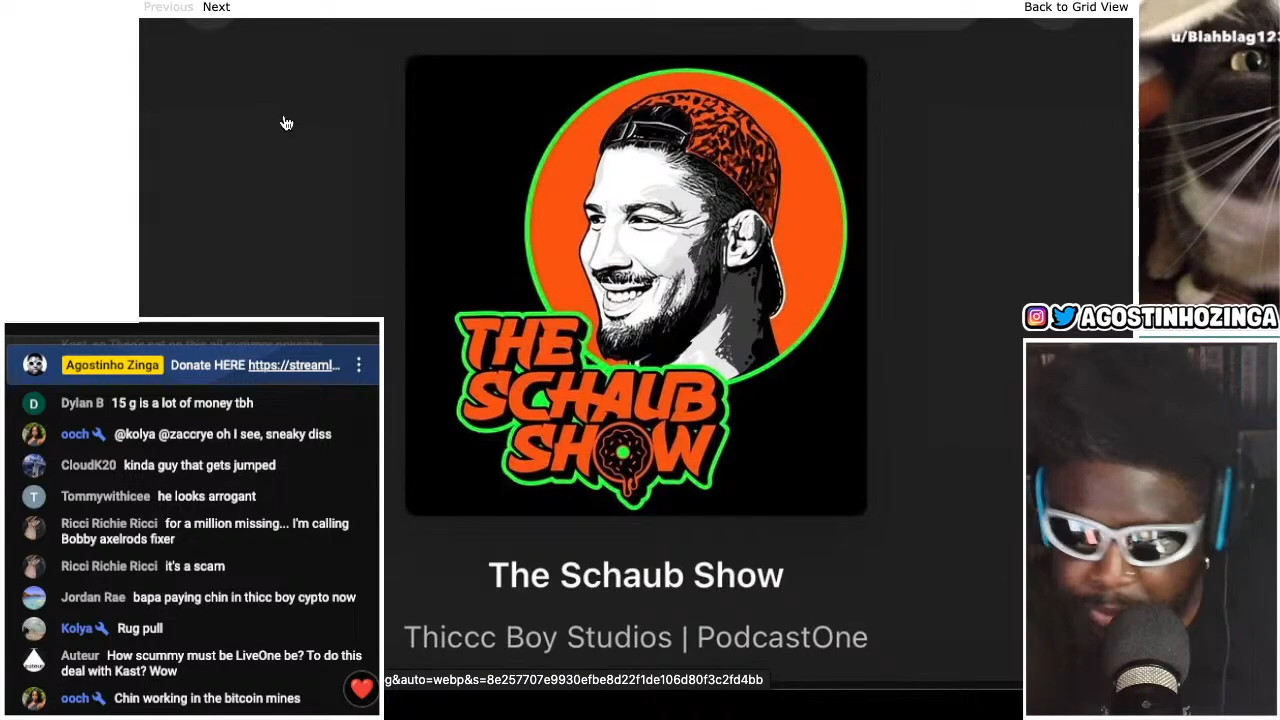 Previous Next
Back to Grid View
u/Blahblag123
THE
SCHAUB
SHOW
The Schaub Show
Thiccc Boy Studios | PodcastOne
g&auto=webp&s=8e257707e9930efbe8d22f1de106d80f3c2fd4bb
AGOSTINHOZINGA
Agostinho Zinga Donate HERE https://streaml...
D Dylan B 15 g is a lot of money tbh
ooch @kolya @zaccrye oh I see, sneaky diss
CloudK20 kinda guy that gets jumped
T Tommywithicee he looks arrogant
Ricci Richie Ricci for a million missing... I'm calling
Bobby axelrods fixer
Ricci Richie Ricci it's a scam
Jordan Rae bapa paying chin in thicc boy cypto now
Kolya Rug pull
Auteur How scummy must be LiveOne be? To do this
deal with Kast? Wow
ooch Chin working in the bitcoin mines